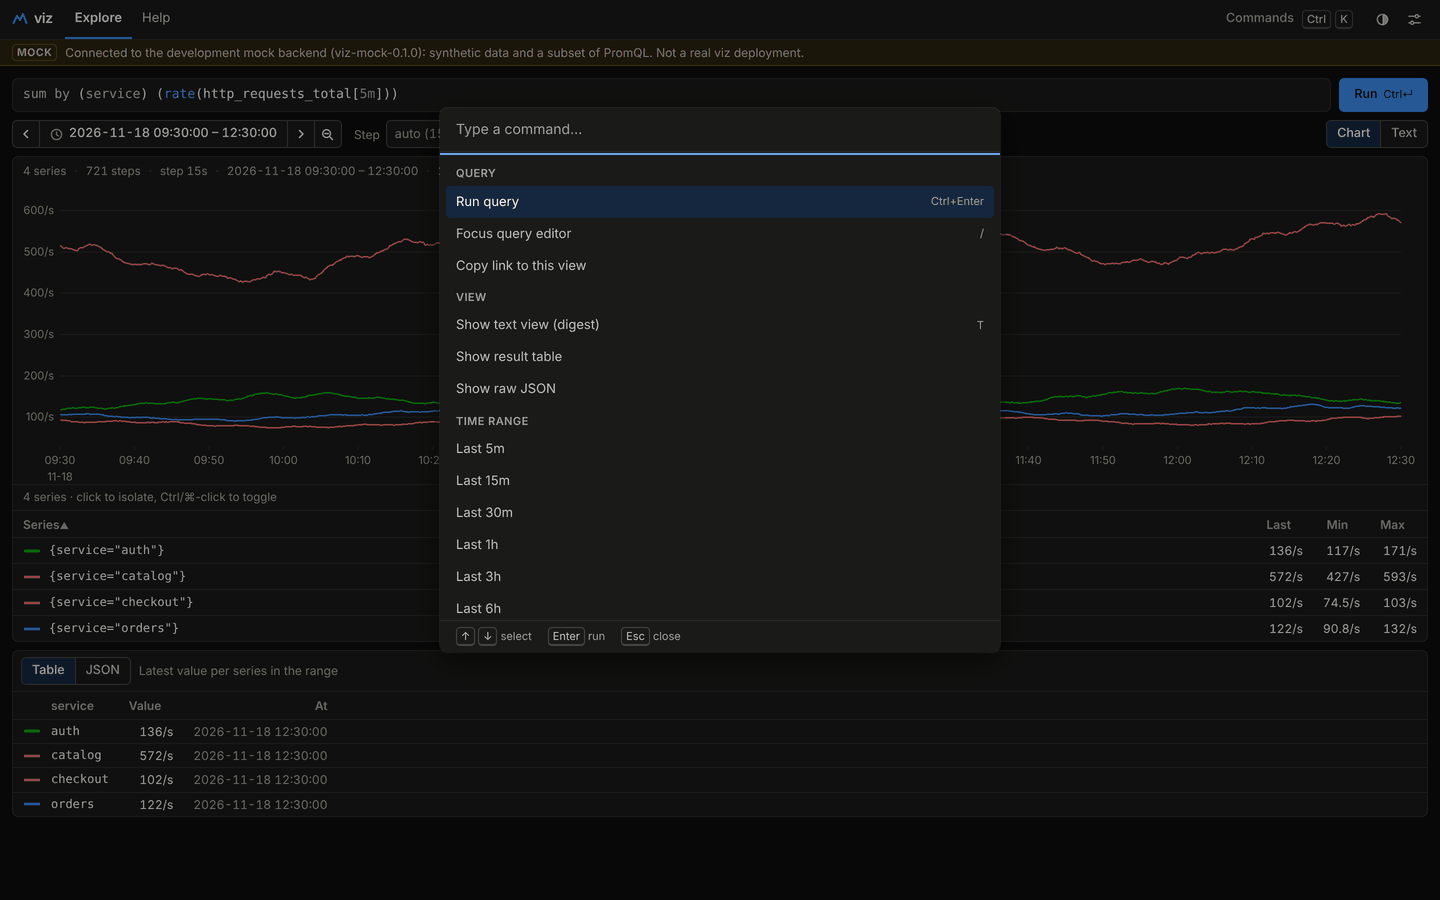 viz Explore Help Commands Ctrl K
MOCK Connected to the development mock backend (viz-mock-0.1.0): synthetic data and a subset of PromQL. Not a real viz deployment.
sum by (service) (rate(http_requests_total[5m]))
Run Ctrl↵
2026-11-18 09:30:00 – 12:30:00
Step auto (15
Chart Text
Type a command...
QUERY
Run query Ctrl+Enter
Focus query editor /
Copy link to this view
VIEW
Show text view (digest) T
Show result table
Show raw JSON
TIME RANGE
Last 5m
Last 15m
Last 30m
Last 1h
Last 3h
Last 6h
↑ ↓ select Enter run Esc close
4 series · 721 steps · step 15s · 2026-11-18 09:30:00 – 12:30:00 ·
600/s
500/s
400/s
300/s
200/s
100/s
09:30 09:40 09:50 10:00 10:10 10:2 11:40 11:50 12:00 12:10 12:20 12:30
11-18
4 series · click to isolate, Ctrl/⌘-click to toggle
Series▲ Last Min Max
{service="auth"} 136/s 117/s 171/s
{service="catalog"} 572/s 427/s 593/s
{service="checkout"} 102/s 74.5/s 103/s
{service="orders"} 122/s 90.8/s 132/s
Table JSON Latest value per series in the range
service Value At
auth 136/s 2026-11-18 12:30:00
catalog 572/s 2026-11-18 12:30:00
checkout 102/s 2026-11-18 12:30:00
orders 122/s 2026-11-18 12:30:00